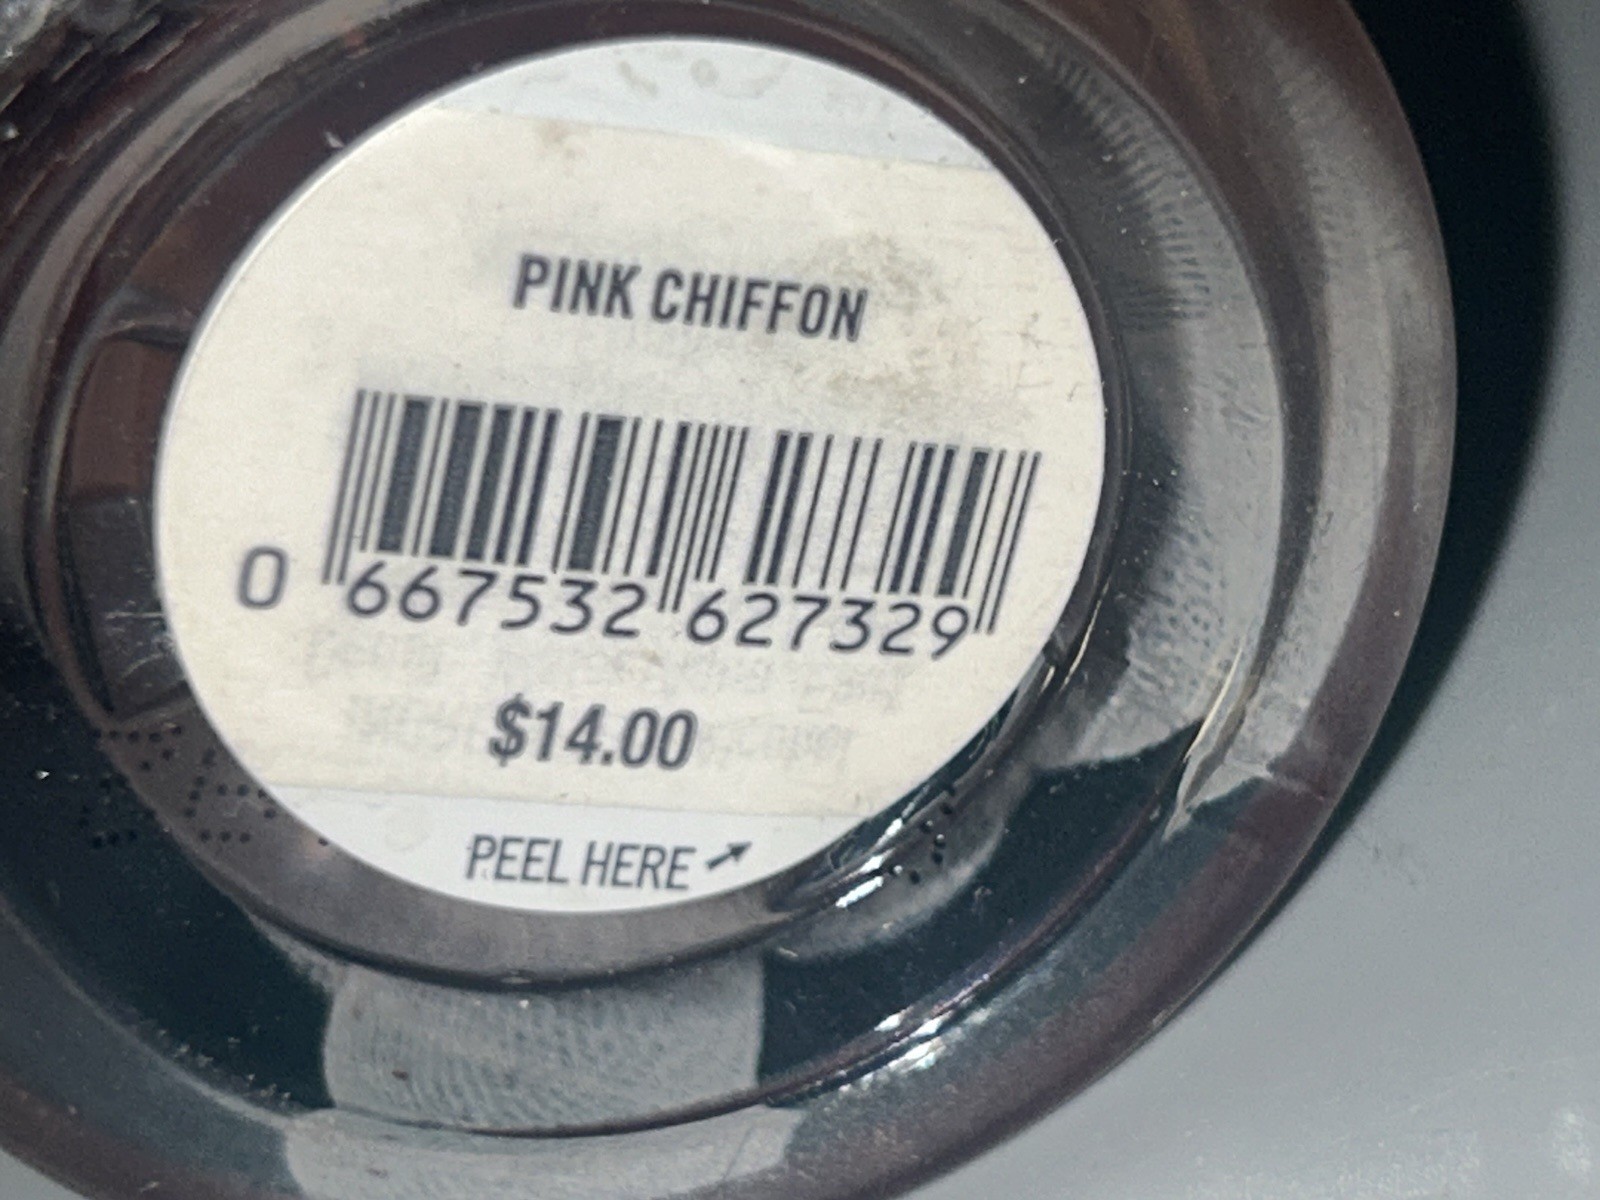 PINK CHIFFON
0 667532 627329
$14.00
PEEL HERE